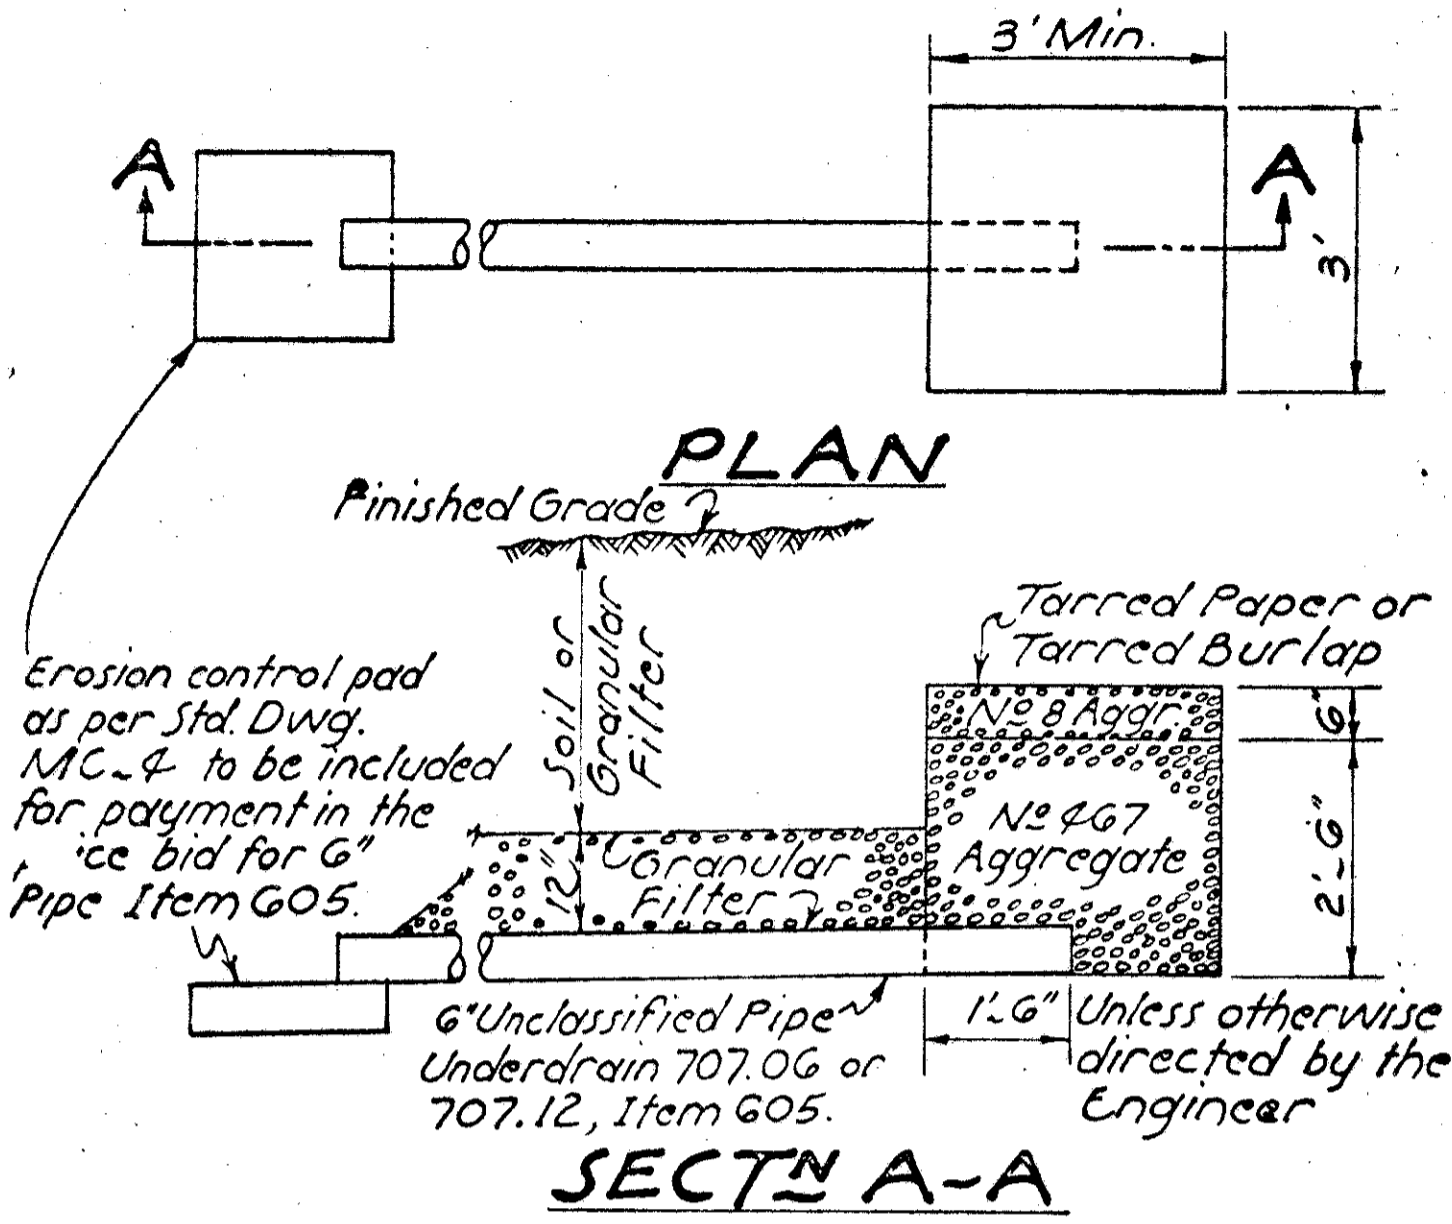 3' Min.
A
A
3'
PLAN
Finished Grade
Soil or
Granular
Filter
Tarred Paper or
Tarred Burlap
Erosion control pad
as per Std. Dwg.
MC-4 to be included
for payment in the
bid for 6"
Pipe Item 605.
No 8 Aggr.
6"
No 467
Aggregate
2'-6"
12"
Granular
Filter
6" Unclassified Pipe
Underdrain 707.06 or
707.12, Item 605.
1'-6" Unless otherwise
directed by the
Engineer
SECTN A-A